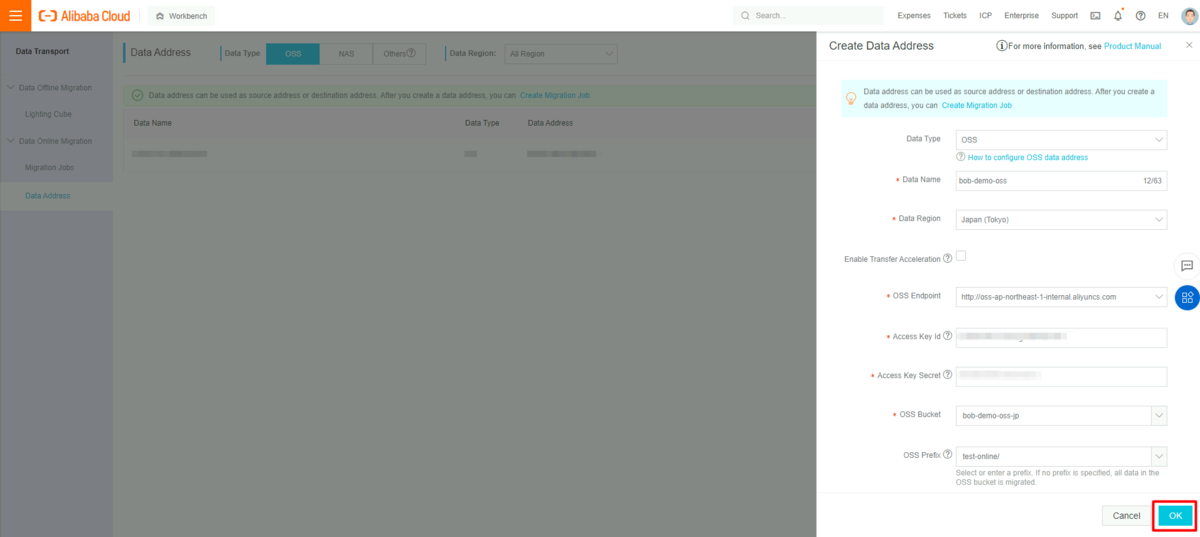 Alibaba Cloud
Workbench
Search...
Expenses Tickets ICP Enterprise Support EN
Data Transport
Data Offline Migration
Lighting Cube
Data Online Migration
Migration Jobs
Data Address
Data Address
Data Type OSS NAS Others
Data Region: All Region
Data address can be used as source address or destination address. After you create a data address, you can Create Migration Job
Data Name Data Type Data Address
Create Data Address
For more information, see Product Manual
Data address can be used as source address or destination address. After you create a
data address, you can Create Migration Job
Data Type OSS
How to configure OSS data address
* Data Name bob-demo-oss 12/63
* Data Region Japan (Tokyo)
Enable Transfer Acceleration
* OSS Endpoint http://oss-ap-northeast-1-internal.aliyuncs.com
* Access Key Id
* Access Key Secret
* OSS Bucket bob-demo-oss-jp
OSS Prefix test-online/
Select or enter a prefix. If no prefix is specified, all data in the
OSS bucket is migrated.
Cancel OK